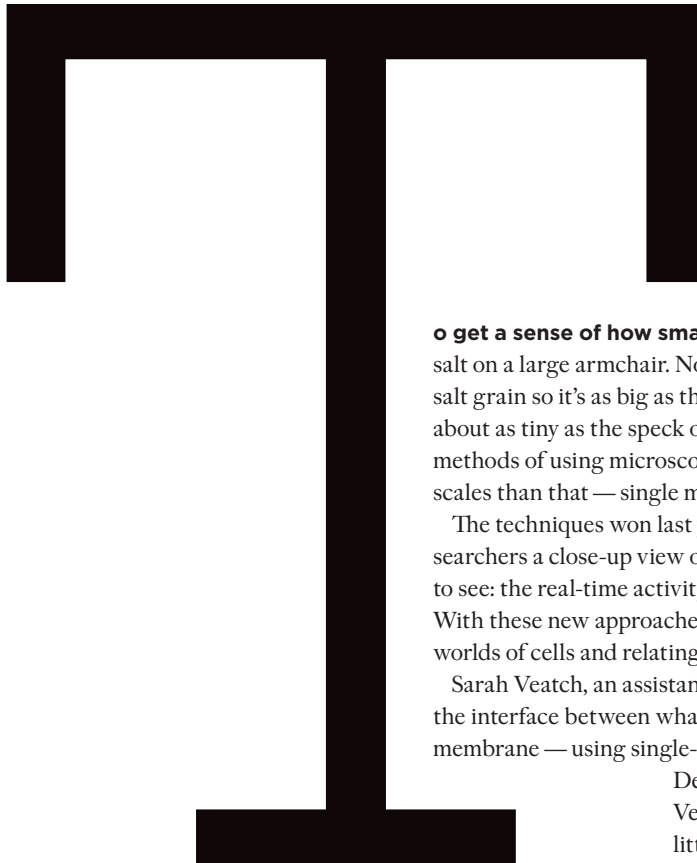 T
o get a sense of how sma
salt on a large armchair. No
salt grain so it's as big as th
about as tiny as the speck o
methods of using microsco
scales than that — single m
The techniques won last
searchers a close-up view o
to see: the real-time activit
With these new approache
worlds of cells and relating
Sarah Veatch, an assistan
the interface between wha
membrane — using single-
De
Ve
litt